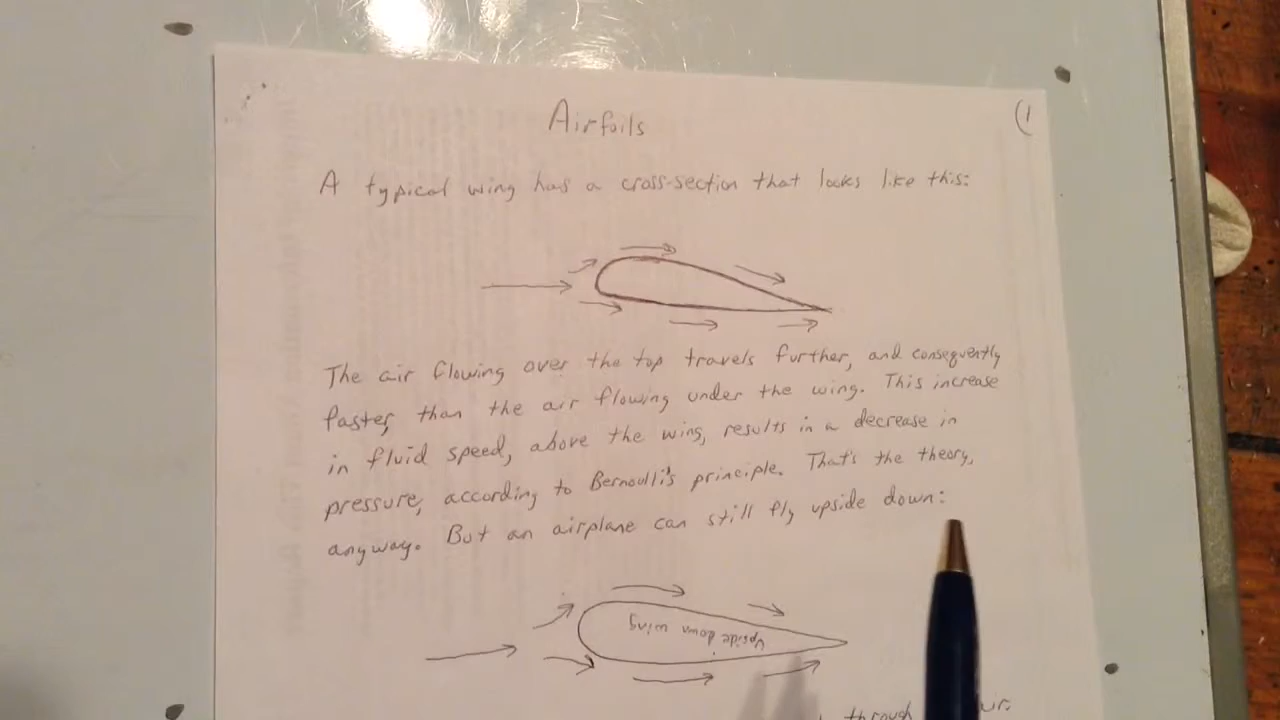 Airfoils
(1
A typical wing has a cross-section that looks like this:
The air flowing over the top travels further, and consequently
faster, than the air flowing under the wing. This increase
in fluid speed, above the wing, results in a decrease in
pressure, according to Bernoulli's principle. That's the theory,
anyway. But an airplane can still fly upside down:
Upside down wing
through